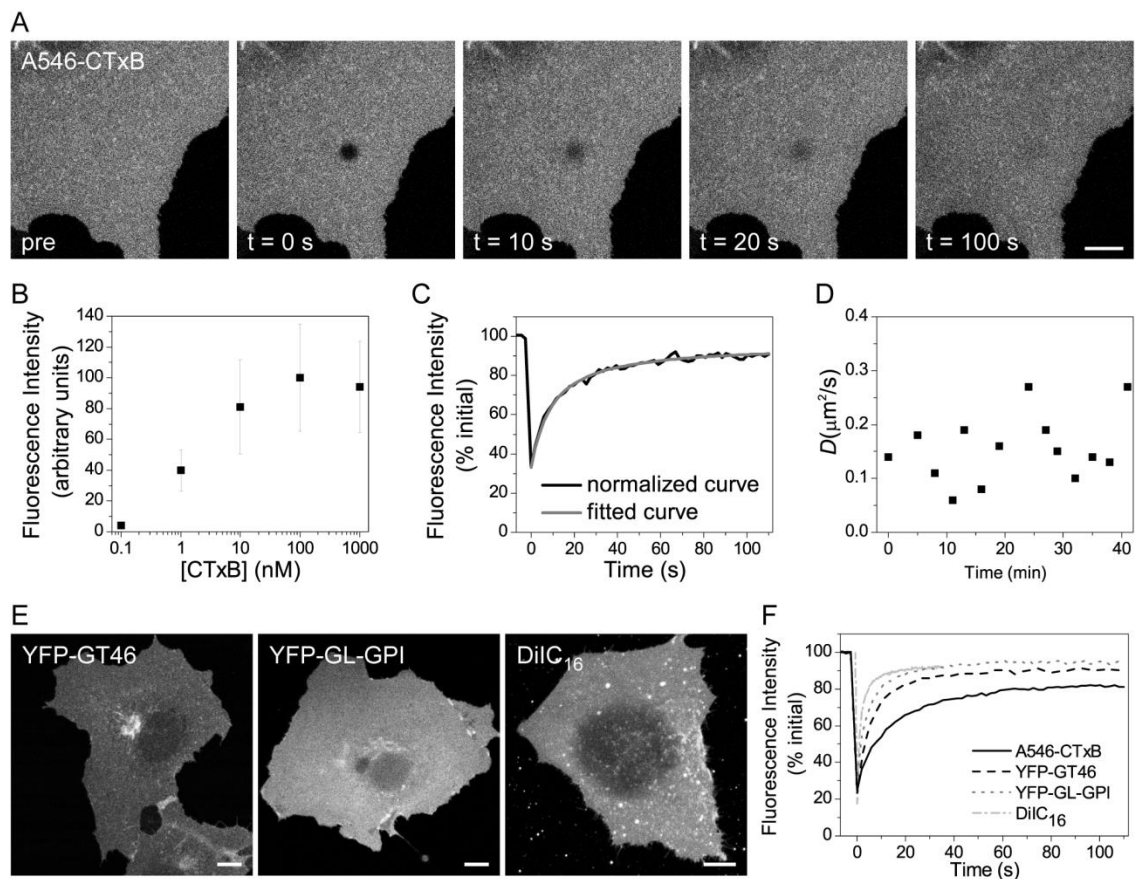 A
A546-CTxB
pre
t = 0 s
t = 10 s
t = 20 s
t = 100 s
B
Fluorescence Intensity
(arbitrary units)
140
120
100
80
60
40
20
0
0.1
1
10
100
1000
[CTxB] (nM)
C
Fluorescence Intensity
(% initial)
100
80
60
40
20
0
normalized curve
fitted curve
0
20
40
60
80
100
Time (s)
D
D(μm²/s)
0.4
0.3
0.2
0.1
0.0
0
10
20
30
40
Time (min)
E
YFP-GT46
YFP-GL-GPI
DiIC₁₆
F
Fluorescence Intensity
(% initial)
100
80
60
40
20
0
A546-CTxB
YFP-GT46
YFP-GL-GPI
DiIC₁₆
0
20
40
60
80
100
Time (s)